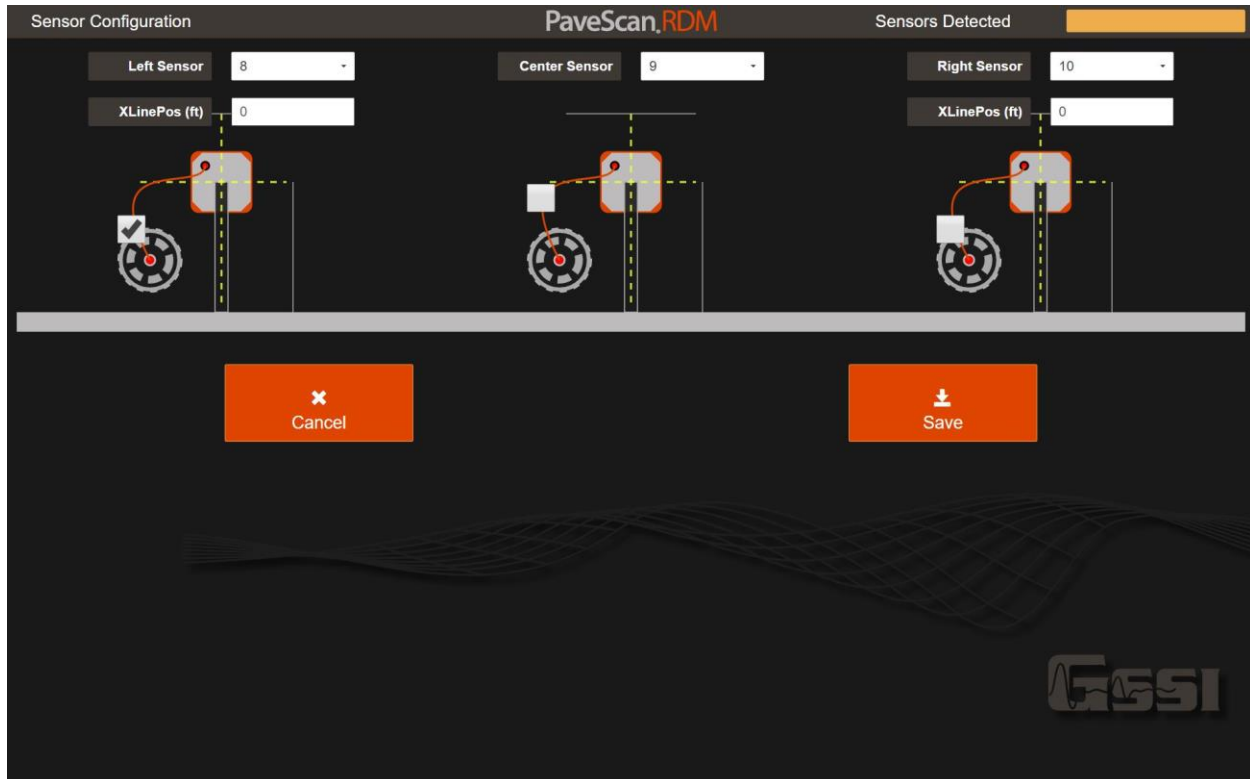 Sensor Configuration
PaveScan.RDM
Sensors Detected
Left Sensor 8
Center Sensor 9
Right Sensor 10
XLinePos (ft) 0
XLinePos (ft) 0
Cancel
Save
GSSI